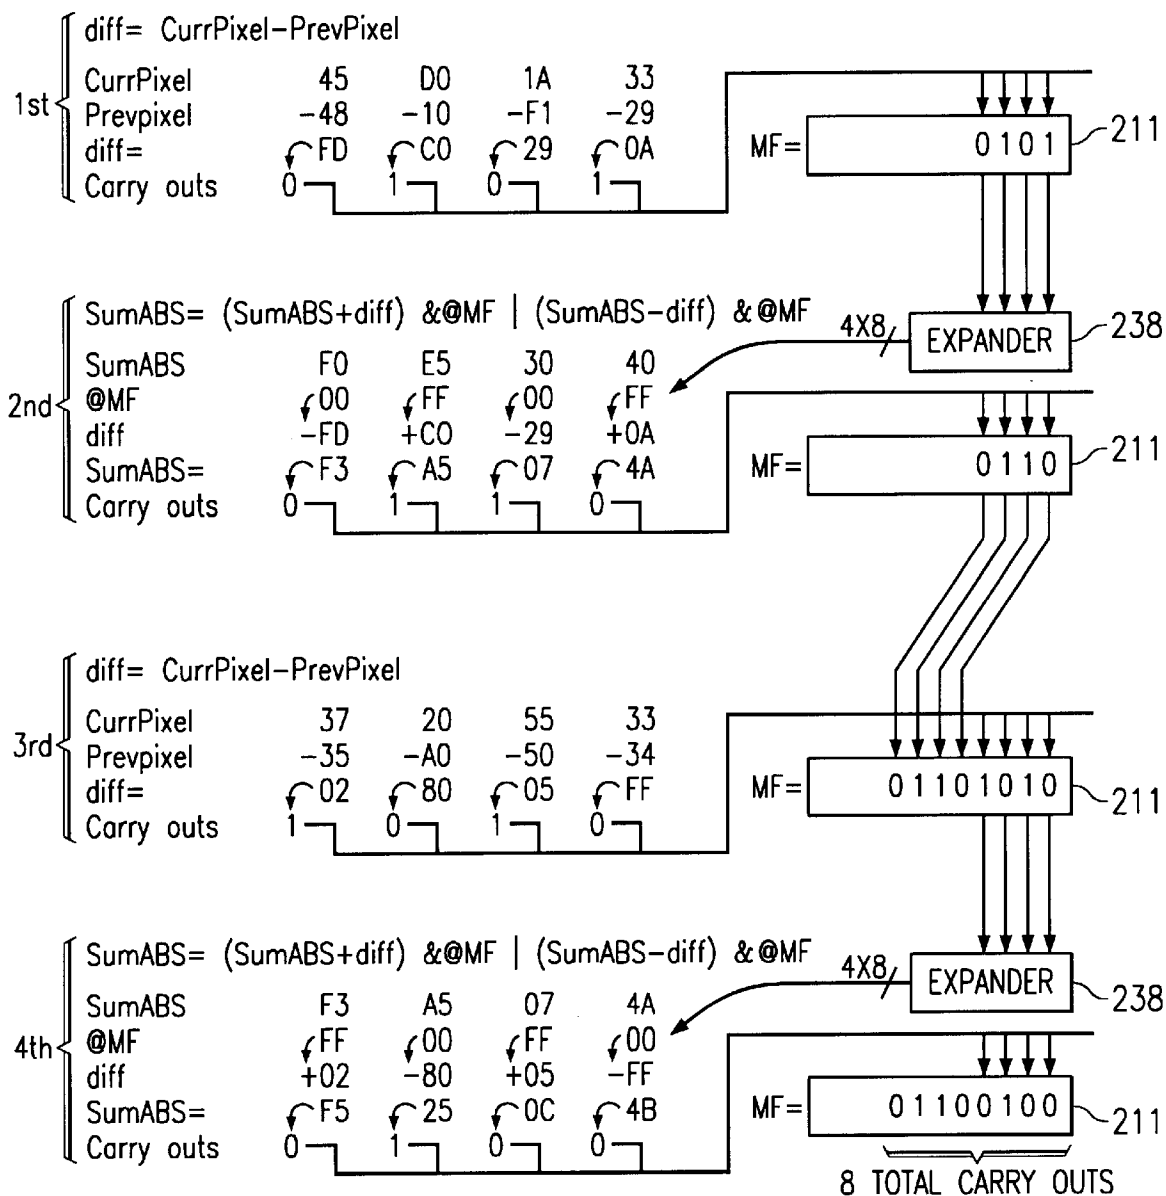 diff= CurrPixel-PrevPixel
CurrPixel 45 D0 1A 33
1st Prevpixel -48 -10 -F1 -29
diff= FD C0 29 0A
Carry outs 0 1 0 1
MF= 0101 211
SumABS= (SumABS+diff) &@MF | (SumABS-diff) &@MF
4X8 EXPANDER 238
SumABS F0 E5 30 40
2nd @MF 00 FF 00 FF
diff -FD +C0 -29 +0A
SumABS= F3 A5 07 4A
Carry outs 0 1 1 0
MF= 0110 211
diff= CurrPixel-PrevPixel
CurrPixel 37 20 55 33
3rd Prevpixel -35 -A0 -50 -34
diff= 02 80 05 FF
Carry outs 1 0 1 0
MF= 01101010 211
SumABS= (SumABS+diff) &@MF | (SumABS-diff) &@MF
4X8 EXPANDER 238
SumABS F3 A5 07 4A
4th @MF FF 00 FF 00
diff +02 -80 +05 -FF
SumABS= F5 25 0C 4B
Carry outs 0 1 0 0
MF= 01100100 211
8 TOTAL CARRY OUTS